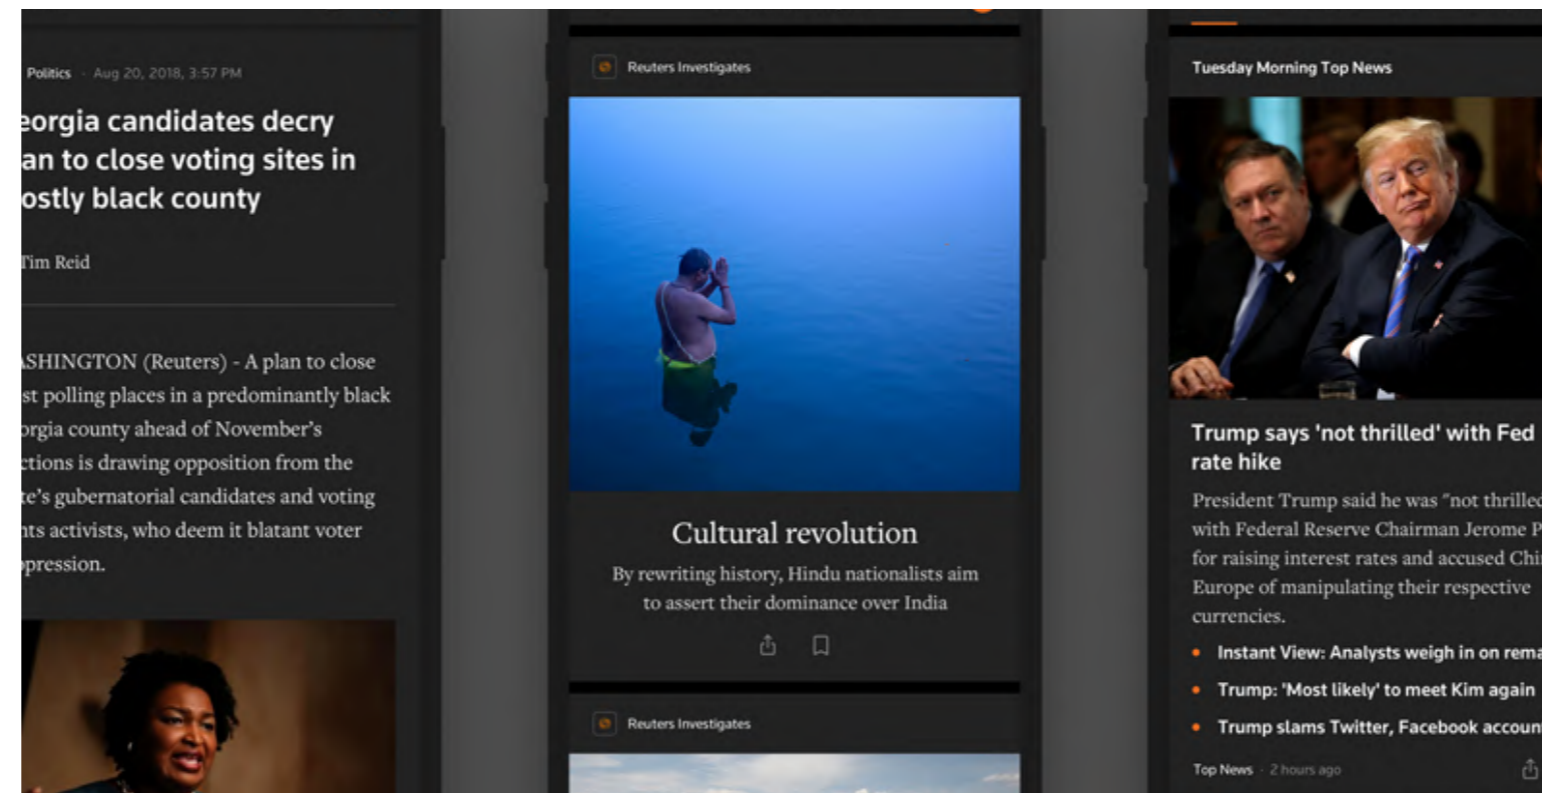 Politics · Aug 20, 2018, 3:57 PM
eorgia candidates decry
an to close voting sites in
ostly black county
Tim Reid
ASHINGTON (Reuters) - A plan to close
st polling places in a predominantly black
orgia county ahead of November's
ctions is drawing opposition from the
te's gubernatorial candidates and voting
hts activists, who deem it blatant voter
pression.
Reuters Investigates
Cultural revolution
By rewriting history, Hindu nationalists aim
to assert their dominance over India
Reuters Investigates
Tuesday Morning Top News
Trump says 'not thrilled' with Fed
rate hike
President Trump said he was "not thrilled
with Federal Reserve Chairman Jerome P
for raising interest rates and accused Chi
Europe of manipulating their respective
currencies.
• Instant View: Analysts weigh in on rema
• Trump: 'Most likely' to meet Kim again
• Trump slams Twitter, Facebook accoun
Top News · 2 hours ago